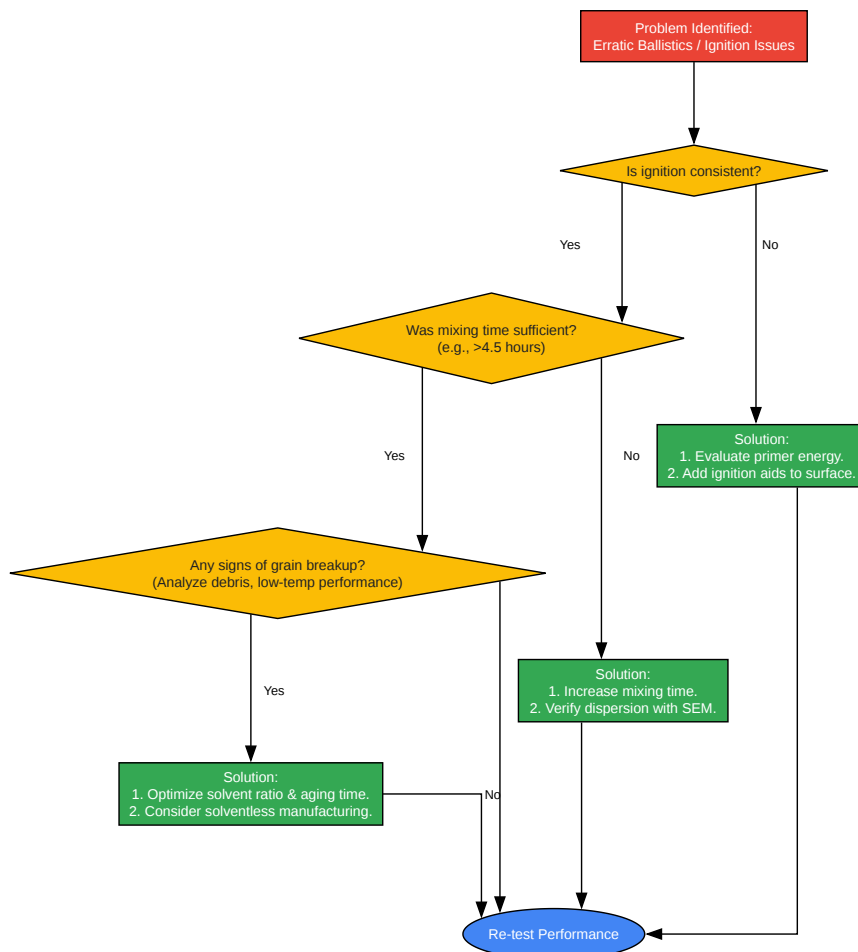 Problem Identified:
Erratic Ballistics / Ignition Issues
Is ignition consistent?
Yes
No
Was mixing time sufficient?
(e.g., >4.5 hours)
Yes
No
Solution:
1. Evaluate primer energy.
2. Add ignition aids to surface.
Any signs of grain breakup?
(Analyze debris, low-temp performance)
Yes
Solution:
1. Increase mixing time.
2. Verify dispersion with SEM.
Solution:
1. Optimize solvent ratio & aging time.
2. Consider solventless manufacturing.
No
Re-test Performance